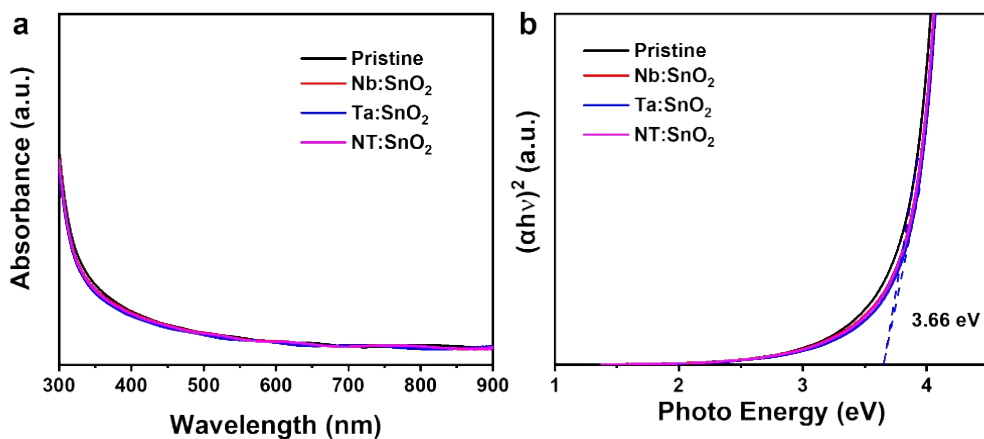 a
Absorbance (a.u.)
Pristine
Nb:SnO₂
Ta:SnO₂
NT:SnO₂
300 400 500 600 700 800 900
Wavelength (nm)
b
(αhν)² (a.u.)
Pristine
Nb:SnO₂
Ta:SnO₂
NT:SnO₂
3.66 eV
1 2 3 4
Photo Energy (eV)